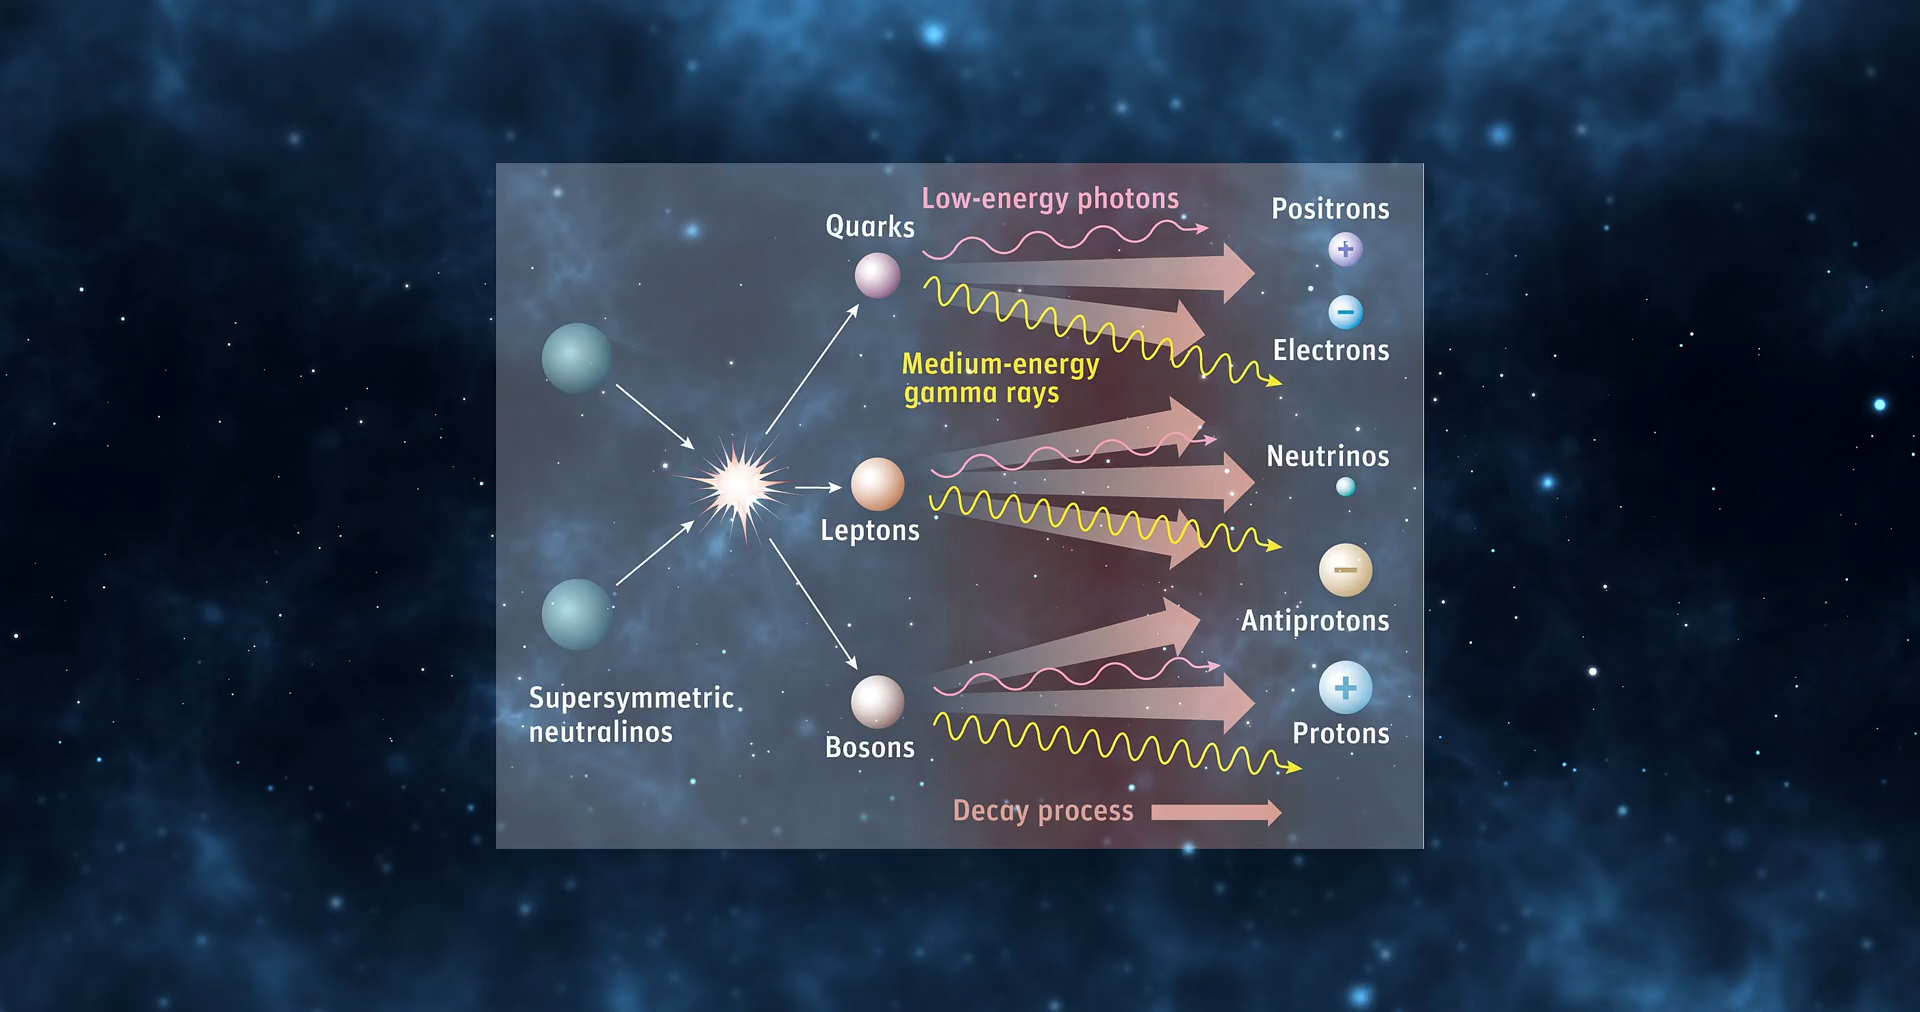 Low-energy photons
Quarks
Positrons
+
−
Electrons
Medium-energy
gamma rays
Neutrinos
Leptons
−
Antiprotons
+
Supersymmetric
neutralinos
Bosons
Protons
Decay process